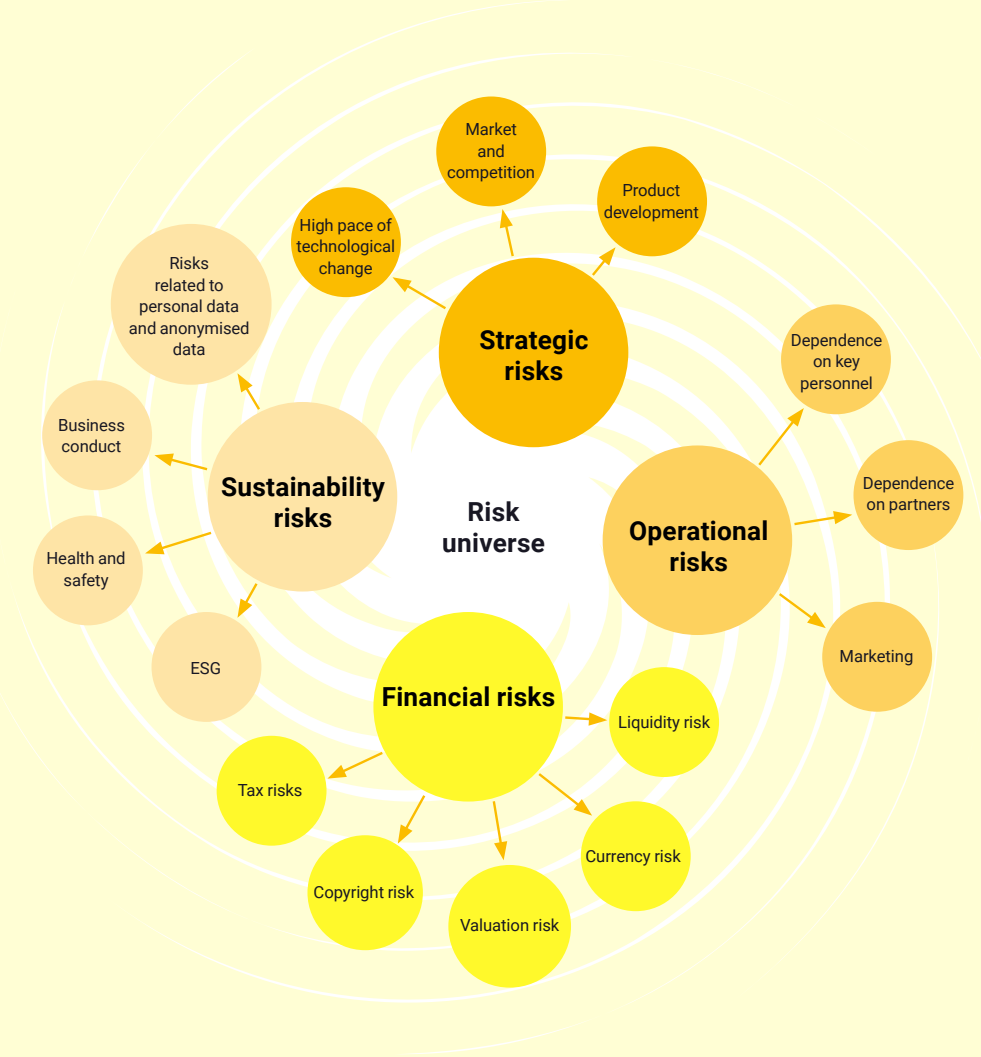 Market
and
competition
Product
development
High pace of
technological
change
Strategic
risks
Risks
related to
personal data
and anonymised
data
Business
conduct
Health and
safety
ESG
Sustainability
risks
Risk
universe
Dependence
on key
personnel
Dependence
on partners
Marketing
Operational
risks
Financial risks
Liquidity risk
Tax risks
Currency risk
Copyright risk
Valuation risk